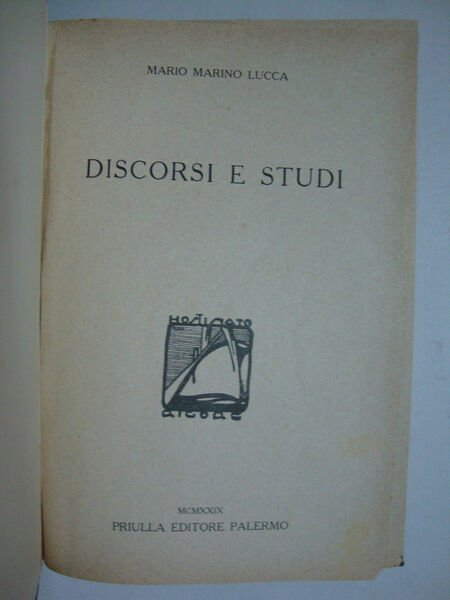 MARIO MARINO LUCCA
DISCORSI E STUDI
MCMXXIX
PRIULLA EDITORE PALERMO